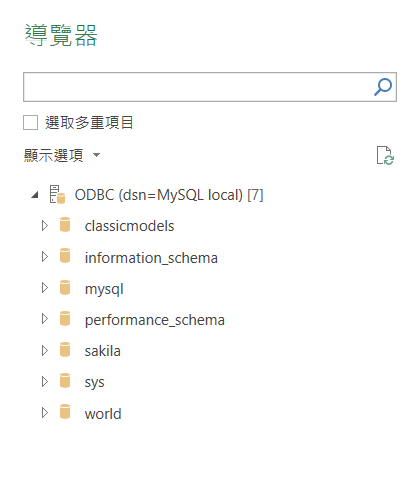 導覽器
選取多重項目
顯示選項
ODBC (dsn=MySQL local) [7]
classicmodels
information_schema
mysql
performance_schema
sakila
sys
world